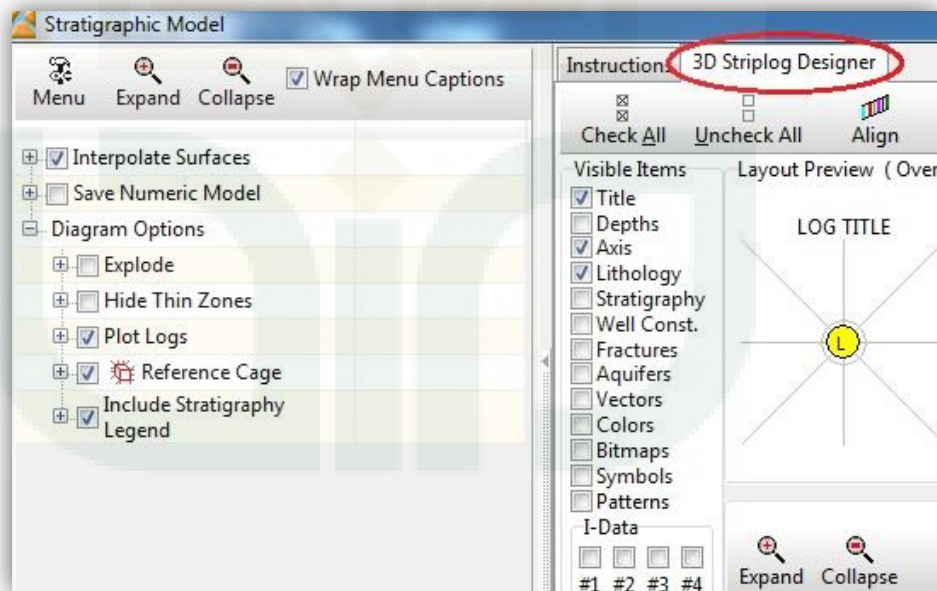 Stratigraphic Model
Menu Expand Collapse Wrap Menu Captions
Interpolate Surfaces
Save Numeric Model
Diagram Options
Explode
Hide Thin Zones
Plot Logs
Reference Cage
Include Stratigraphy
Legend
Instruction: 3D Striplog Designer
Check All Uncheck All Align
Visible Items
Title
Depths
Axis
Lithology
Stratigraphy
Well Const.
Fractures
Aquifers
Vectors
Colors
Bitmaps
Symbols
Patterns
I-Data
#1 #2 #3 #4
Layout Preview ( Over
LOG TITLE
L
Expand Collapse